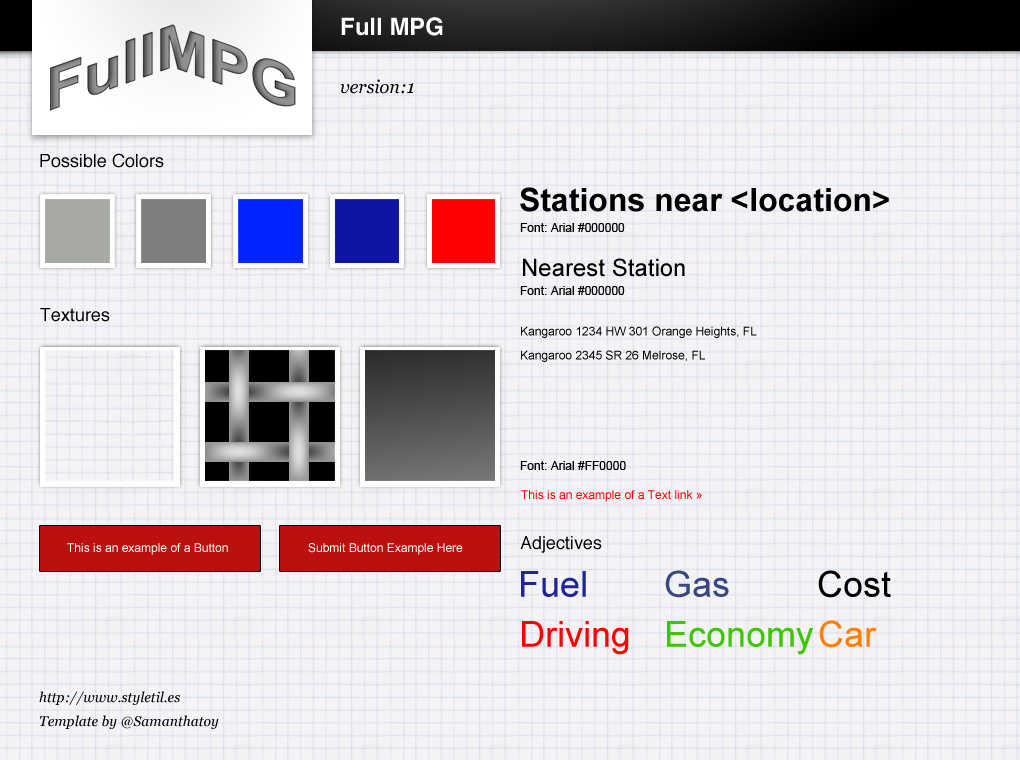 FullMPG
Full MPG
version:1
Possible Colors
Textures
This is an example of a Button
Submit Button Example Here
Stations near <location>
Font: Arial #000000
Nearest Station
Font: Arial #000000
Kangaroo 1234 HW 301 Orange Heights, FL
Kangaroo 2345 SR 26 Melrose, FL
Font: Arial #FF0000
This is an example of a Text link »
Adjectives
Fuel Gas Cost
Driving Economy Car
http://www.styletil.es
Template by @Samanthatoy